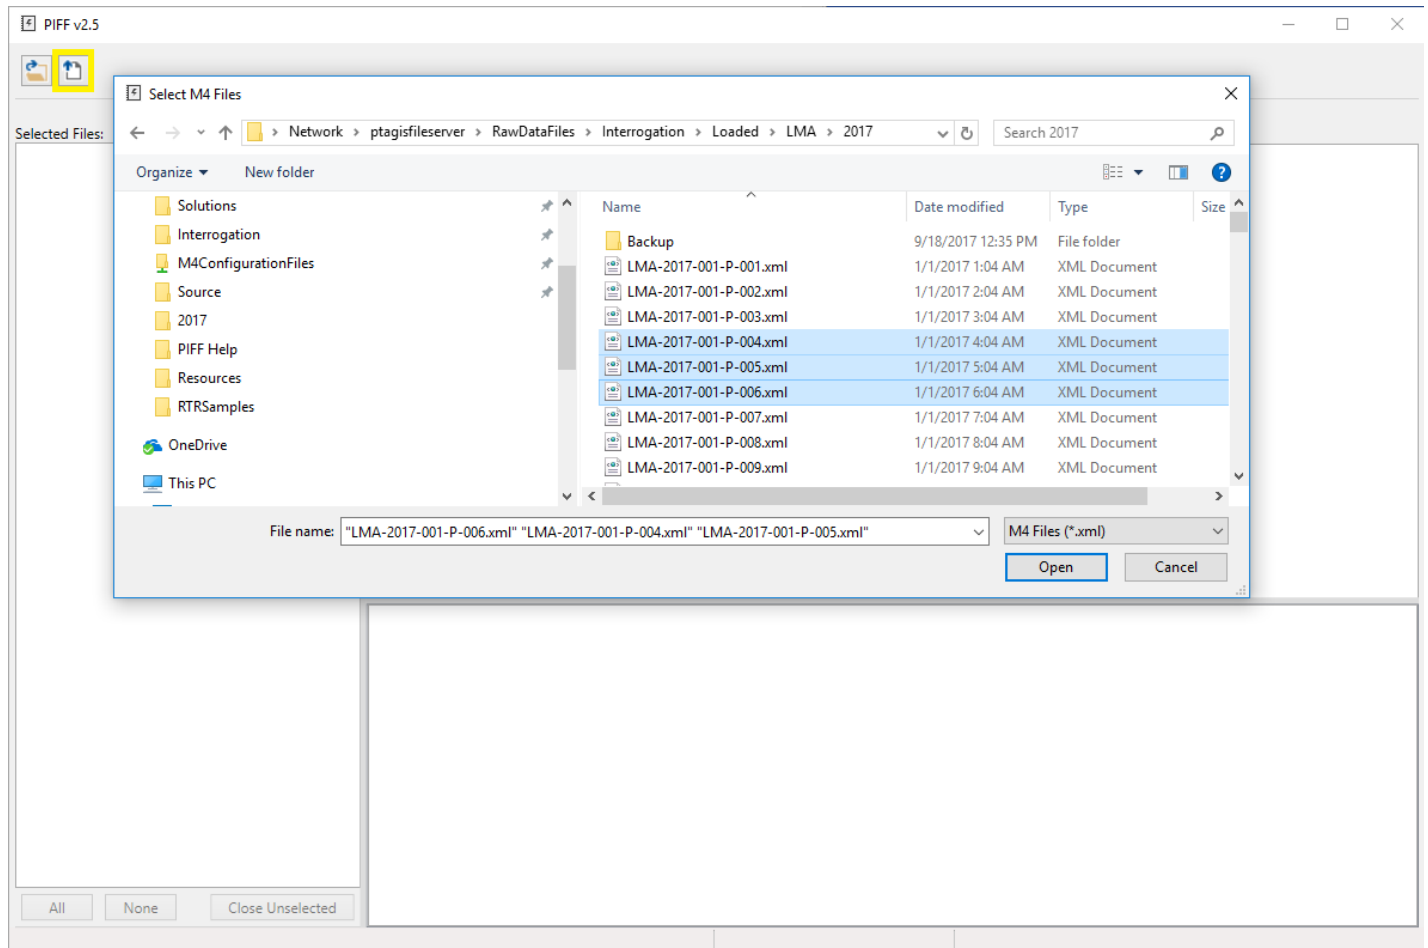 PIFF v2.5
Select M4 Files
Selected Files:
Network > ptagisfileserver > RawDataFiles > Interrogation > Loaded > LMA > 2017
Search 2017
Organize
New folder
Solutions
Interrogation
M4ConfigurationFiles
Source
2017
PIFF Help
Resources
RTRSamples
OneDrive
This PC
Name Date modified Type Size
Backup 9/18/2017 12:35 PM File folder
LMA-2017-001-P-001.xml 1/1/2017 1:04 AM XML Document
LMA-2017-001-P-002.xml 1/1/2017 2:04 AM XML Document
LMA-2017-001-P-003.xml 1/1/2017 3:04 AM XML Document
LMA-2017-001-P-004.xml 1/1/2017 4:04 AM XML Document
LMA-2017-001-P-005.xml 1/1/2017 5:04 AM XML Document
LMA-2017-001-P-006.xml 1/1/2017 6:04 AM XML Document
LMA-2017-001-P-007.xml 1/1/2017 7:04 AM XML Document
LMA-2017-001-P-008.xml 1/1/2017 8:04 AM XML Document
LMA-2017-001-P-009.xml 1/1/2017 9:04 AM XML Document
File name: "LMA-2017-001-P-006.xml" "LMA-2017-001-P-004.xml" "LMA-2017-001-P-005.xml"
M4 Files (*.xml)
Open
Cancel
All
None
Close Unselected